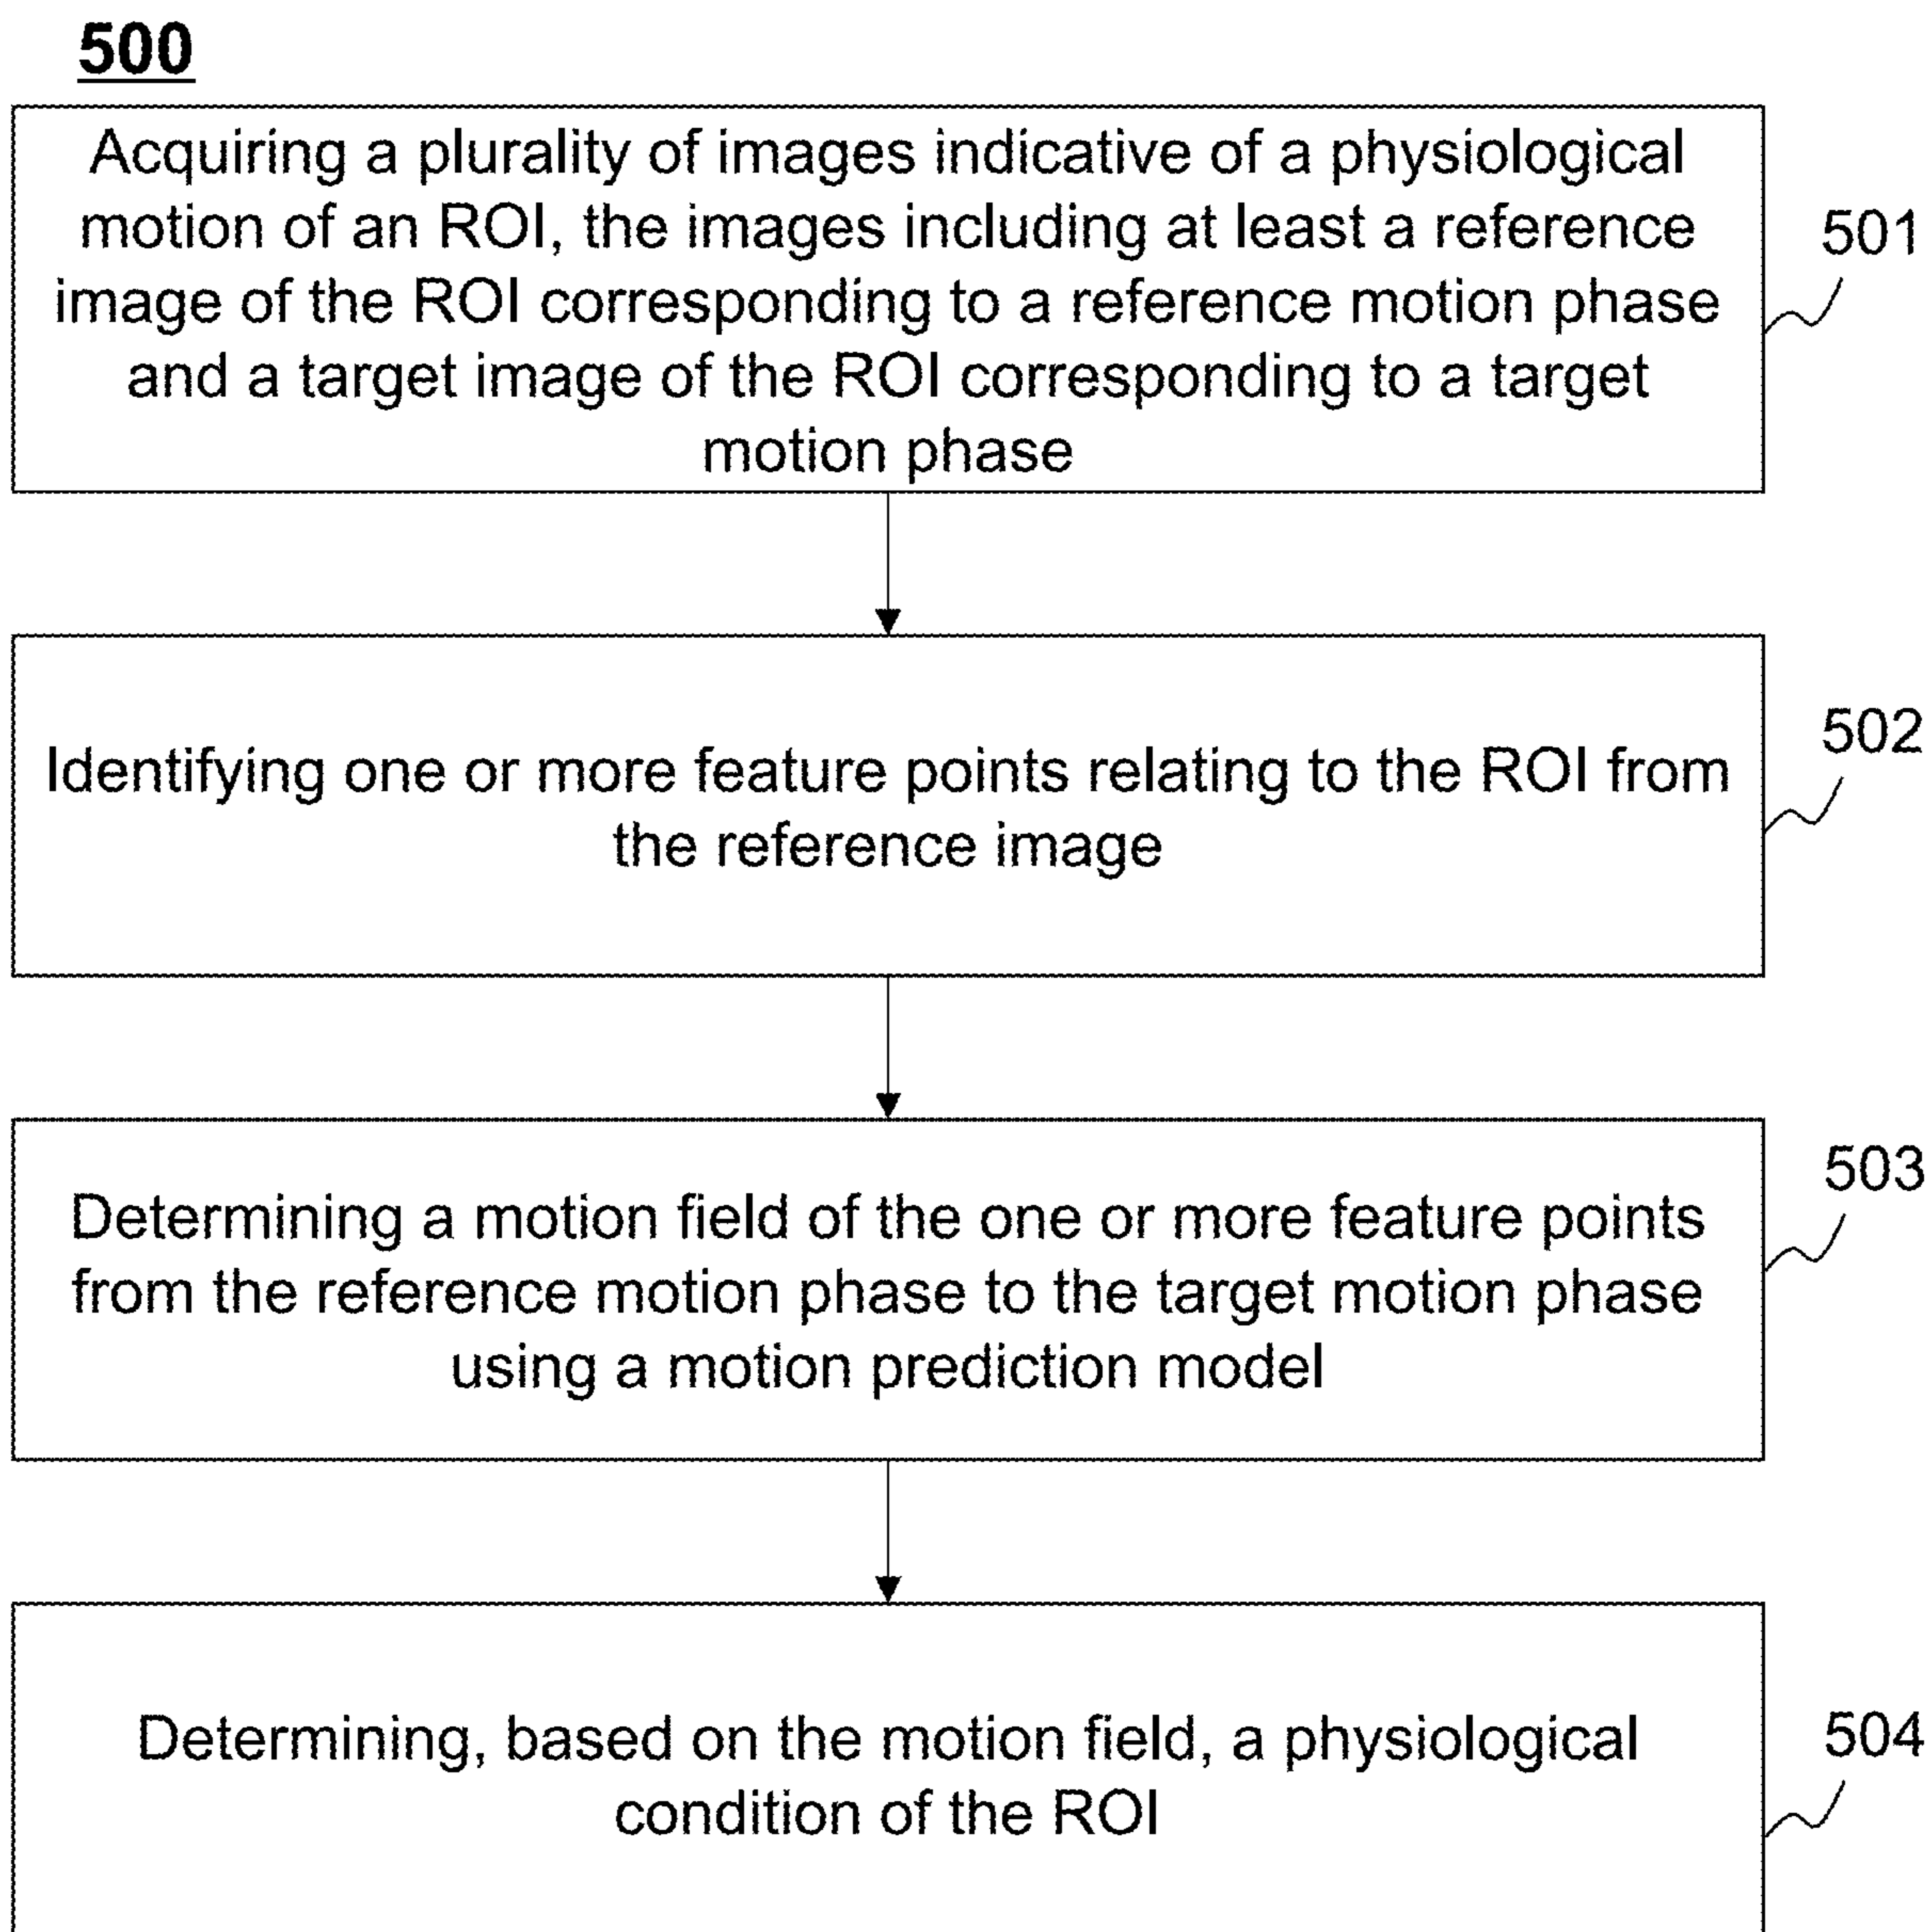 500
Acquiring a plurality of images indicative of a physiological
motion of an ROI, the images including at least a reference
image of the ROI corresponding to a reference motion phase
and a target image of the ROI corresponding to a target
motion phase
501
Identifying one or more feature points relating to the ROI from
the reference image
502
Determining a motion field of the one or more feature points
from the reference motion phase to the target motion phase
using a motion prediction model
503
Determining, based on the motion field, a physiological
condition of the ROI
504